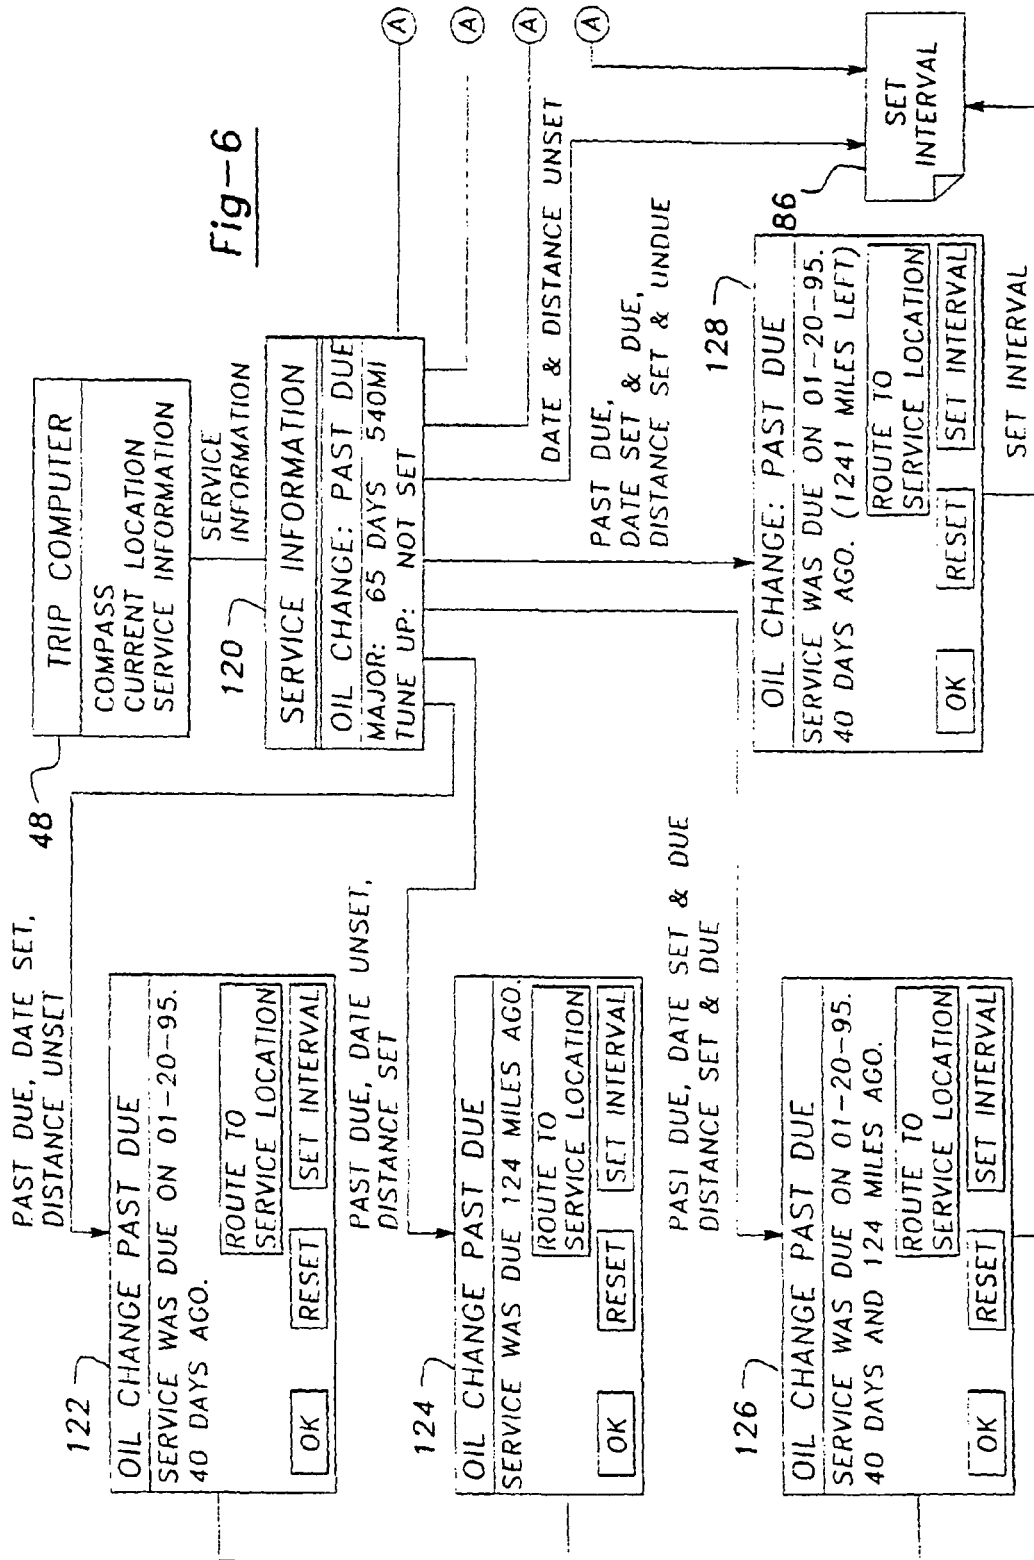 Fig-6
48
TRIP COMPUTER
COMPASS
CURRENT LOCATION
SERVICE INFORMATION
SERVICE
INFORMATION
120
SERVICE INFORMATION
OIL CHANGE: PAST DUE
MAJOR: 65 DAYS 540MI
TUNE UP: NOT SET
A
A
A
A
PAST DUE, DATE SET,
DISTANCE UNSET
122
OIL CHANGE PAST DUE
SERVICE WAS DUE ON 01-20-95.
40 DAYS AGO.
ROUTE TO
SERVICE LOCATION
OK
RESET
SET INTERVAL
PAST DUE, DATE UNSET,
DISTANCE SET
124
OIL CHANGE PAST DUE
SERVICE WAS DUE 124 MILES AGO.
ROUTE TO
SERVICE LOCATION
OK
RESET
SET INTERVAL
PAST DUE, DATE SET & DUE
DISTANCE SET & DUE
126
OIL CHANGE PAST DUE
SERVICE WAS DUE ON 01-20-95.
40 DAYS AND 124 MILES AGO.
ROUTE TO
SERVICE LOCATION
OK
RESET
SET INTERVAL
PAST DUE,
DATE SET & DUE,
DISTANCE SET & UNDUE
128
OIL CHANGE: PAST DUE
SERVICE WAS DUE ON 01-20-95.
40 DAYS AGO. (1241 MILES LEFT)
ROUTE TO
SERVICE LOCATION
OK
RESET
SET INTERVAL
DATE & DISTANCE UNSET
86
SET
INTERVAL
SET INTERVAL